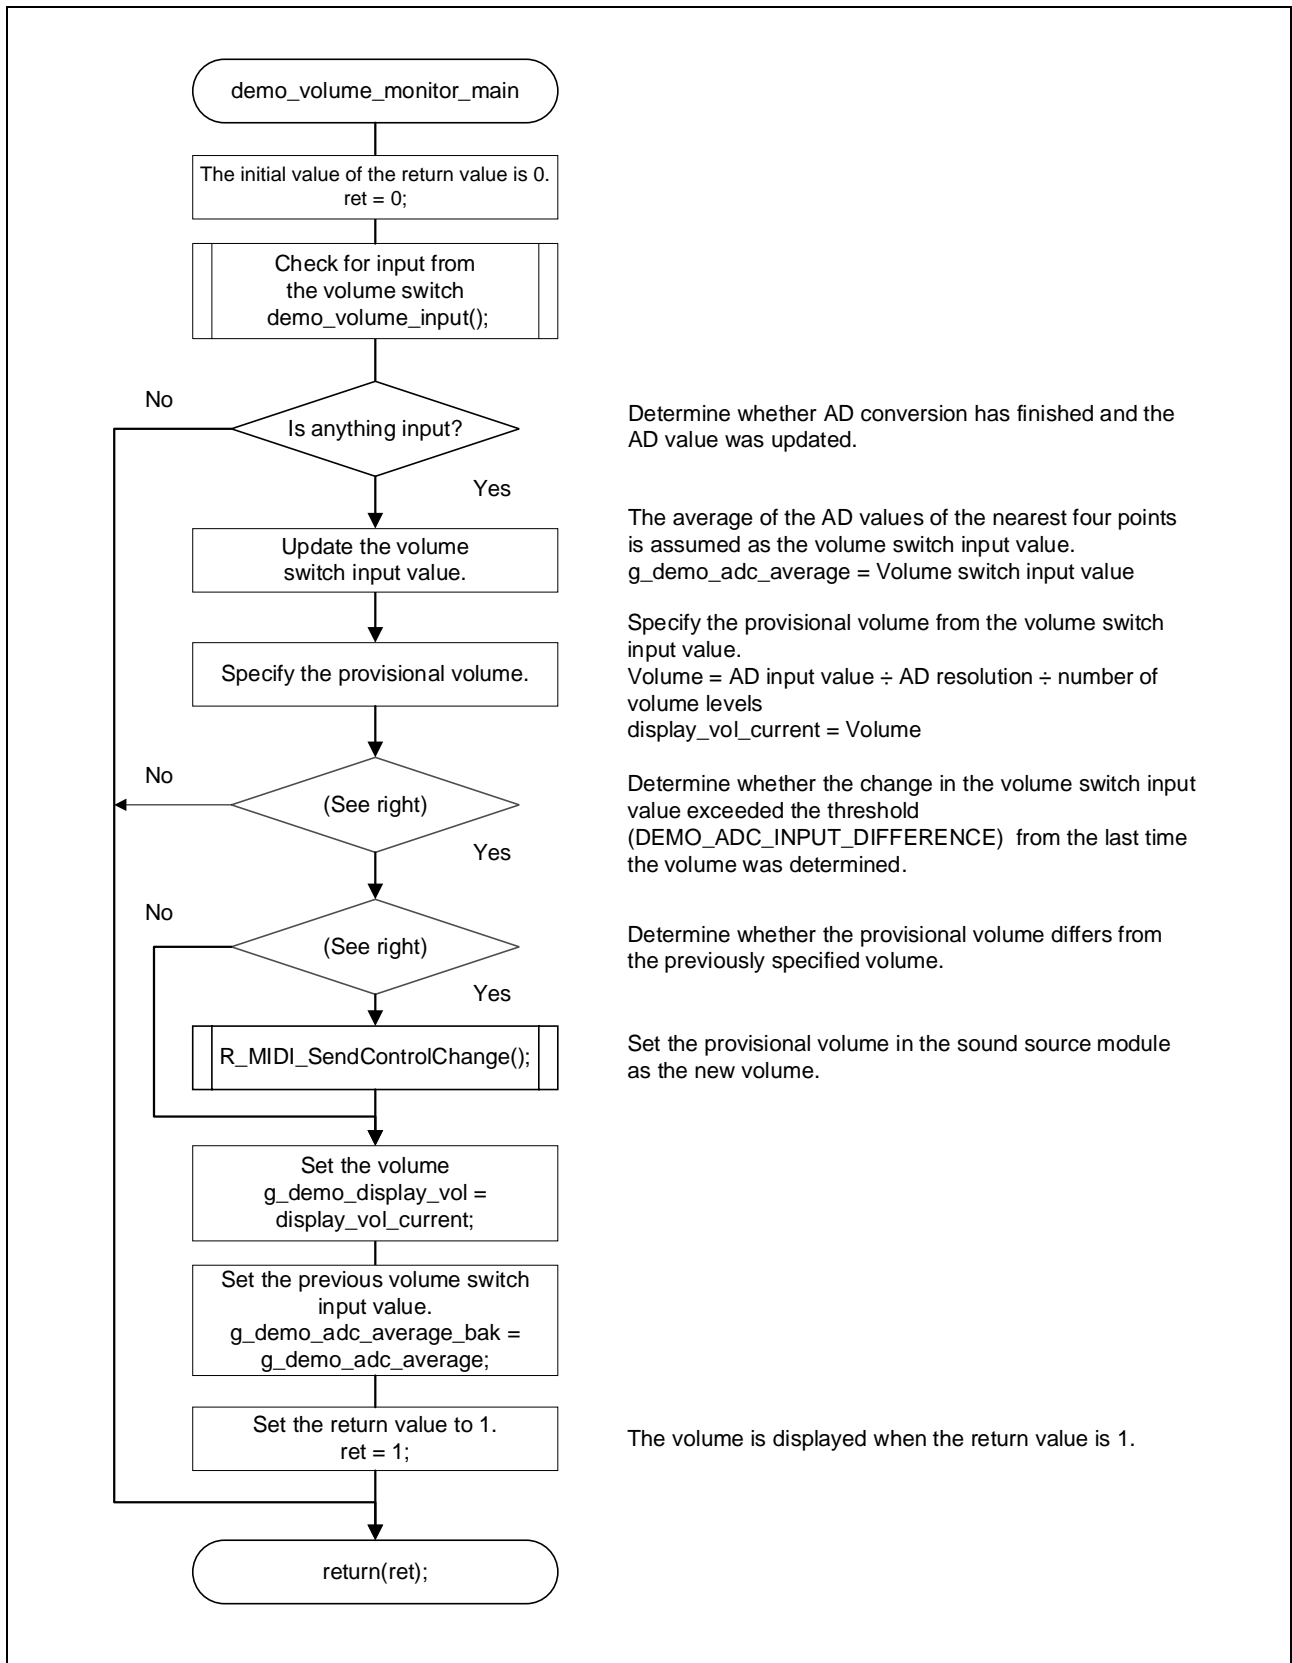 demo_volume_monitor_main
The initial value of the return value is 0.
ret = 0;
Check for input from
the volume switch
demo_volume_input();
No
Is anything input?
Determine whether AD conversion has finished and the
AD value was updated.
Yes
Update the volume
switch input value.
The average of the AD values of the nearest four points
is assumed as the volume switch input value.
g_demo_adc_average = Volume switch input value
Specify the provisional volume.
Specify the provisional volume from the volume switch
input value.
Volume = AD input value ÷ AD resolution ÷ number of
volume levels
display_vol_current = Volume
No
(See right)
Determine whether the change in the volume switch input
value exceeded the threshold
(DEMO_ADC_INPUT_DIFFERENCE) from the last time
the volume was determined.
Yes
No
(See right)
Determine whether the provisional volume differs from
the previously specified volume.
Yes
R_MIDI_SendControlChange();
Set the provisional volume in the sound source module
as the new volume.
Set the volume
g_demo_display_vol =
display_vol_current;
Set the previous volume switch
input value.
g_demo_adc_average_bak =
g_demo_adc_average;
Set the return value to 1.
ret = 1;
The volume is displayed when the return value is 1.
return(ret);